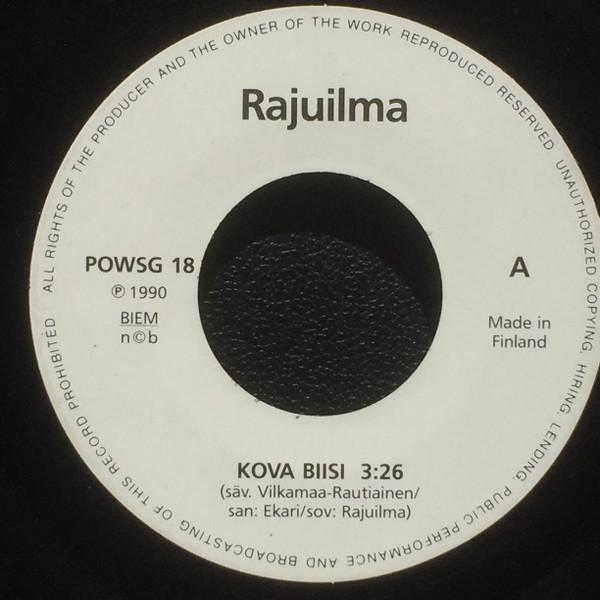 Rajuilma
POWSG 18
℗ 1990
BIEM
n©b
A
Made in
Finland
KOVA BIISI 3:26
(säv. Vilkamaa-Rautiainen/
san: Ekari/sov: Rajuilma)
ALL RIGHTS OF THE PRODUCER AND THE OWNER OF THE WORK REPRODUCED RESERVED UNAUTHORIZED COPYING, HIRING, LENDING, PUBLIC PERFORMANCE AND BROADCASTING OF THIS RECORD PROHIBITED